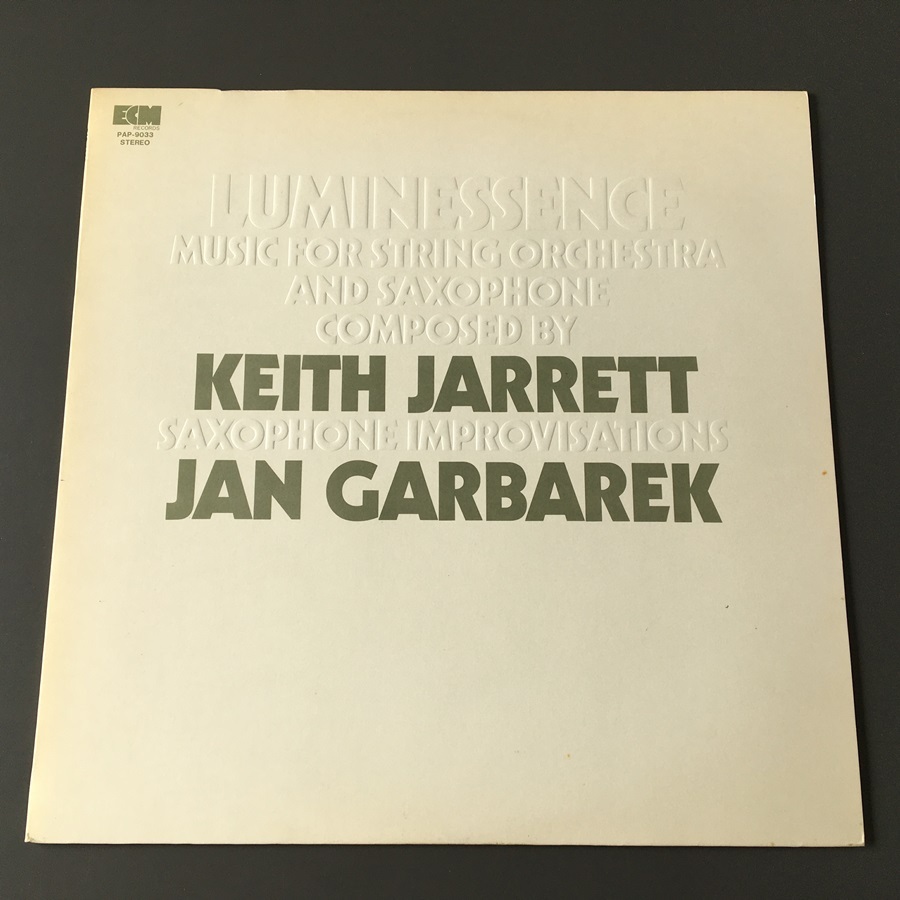 ECM
RECORDS
PAP-9033
STEREO
LUMINESSENCE
MUSIC FOR STRING ORCHESTRA
AND SAXOPHONE
COMPOSED BY
KEITH JARRETT
SAXOPHONE IMPROVISATIONS
JAN GARBAREK